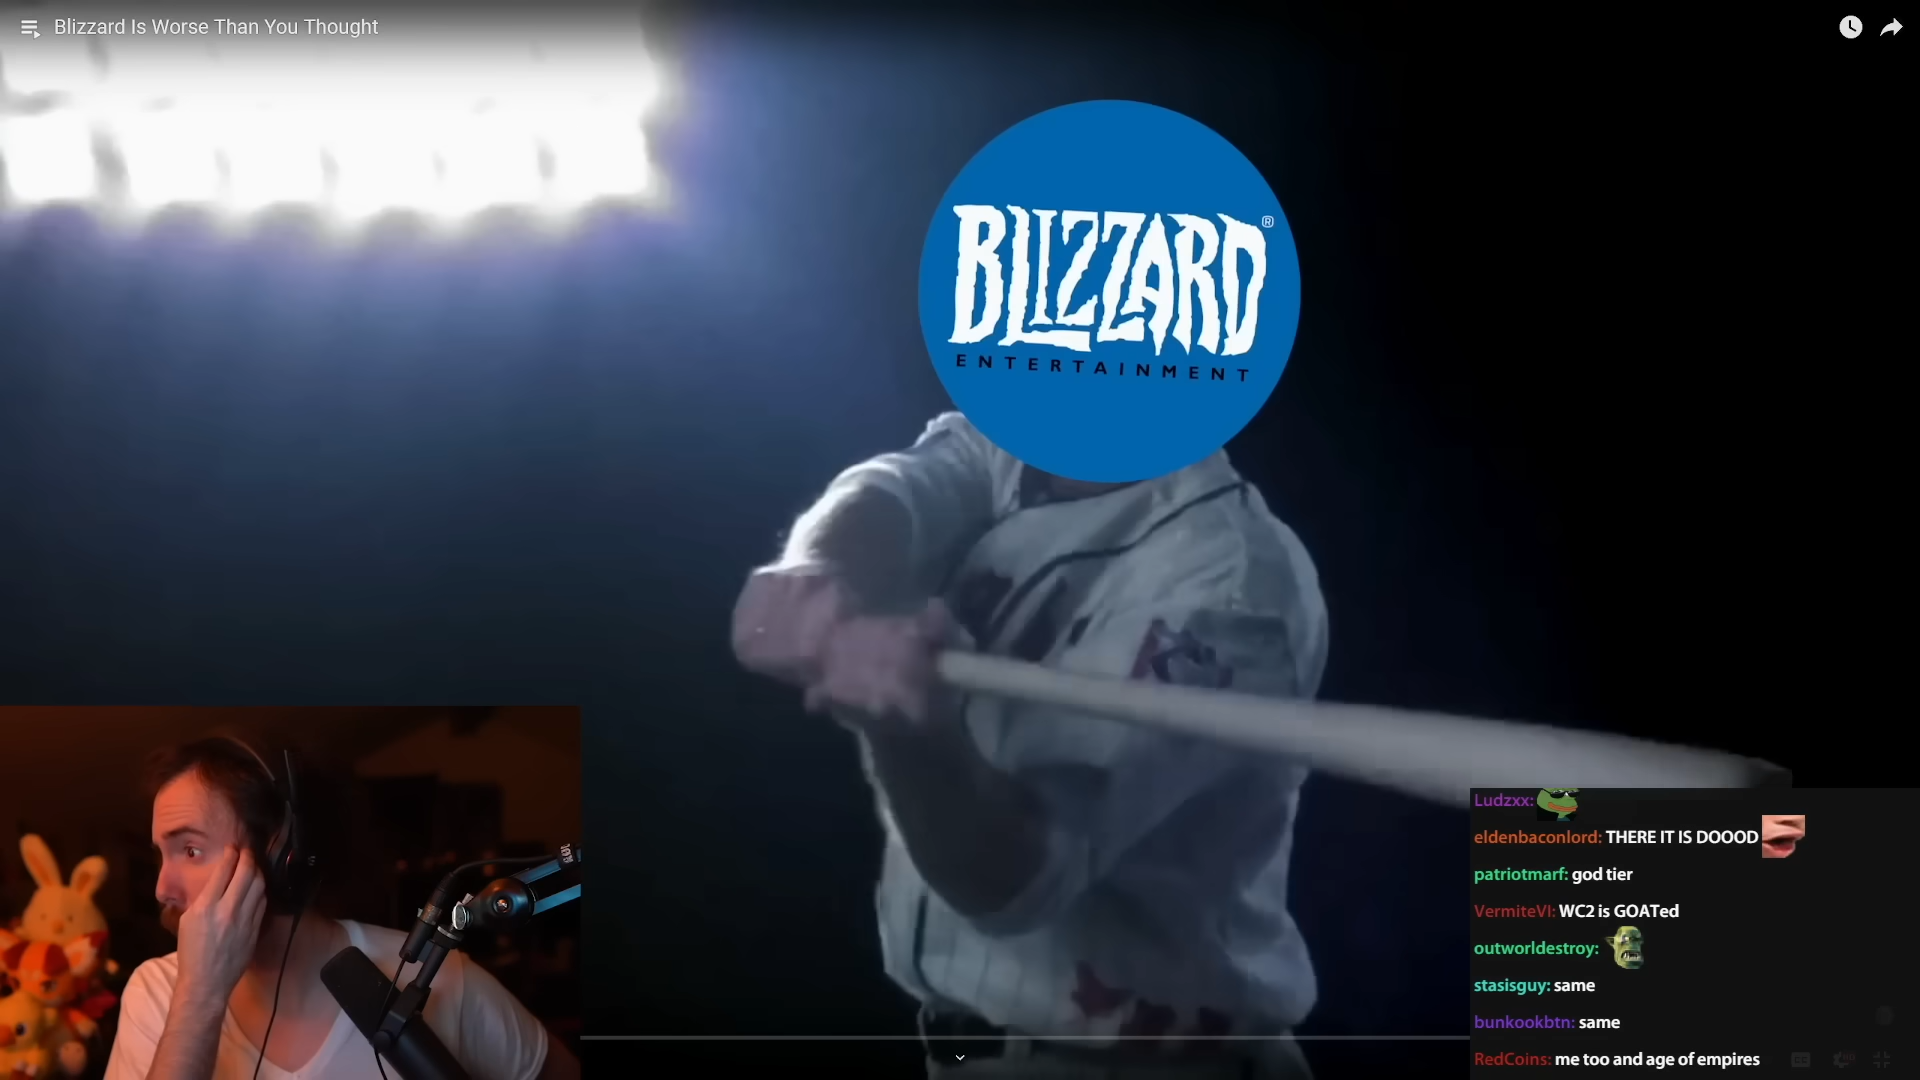 Blizzard Is Worse Than You Thought
BLIZZARD®
ENTERTAINMENT
Ludzxx:
eldenbaconlord: THERE IT IS DOOOD
patriotmarf: god tier
VermiteVI: WC2 is GOATed
outworldestroy:
stasisguy: same
bunkookbtn: same
RedCoins: me too and age of empires